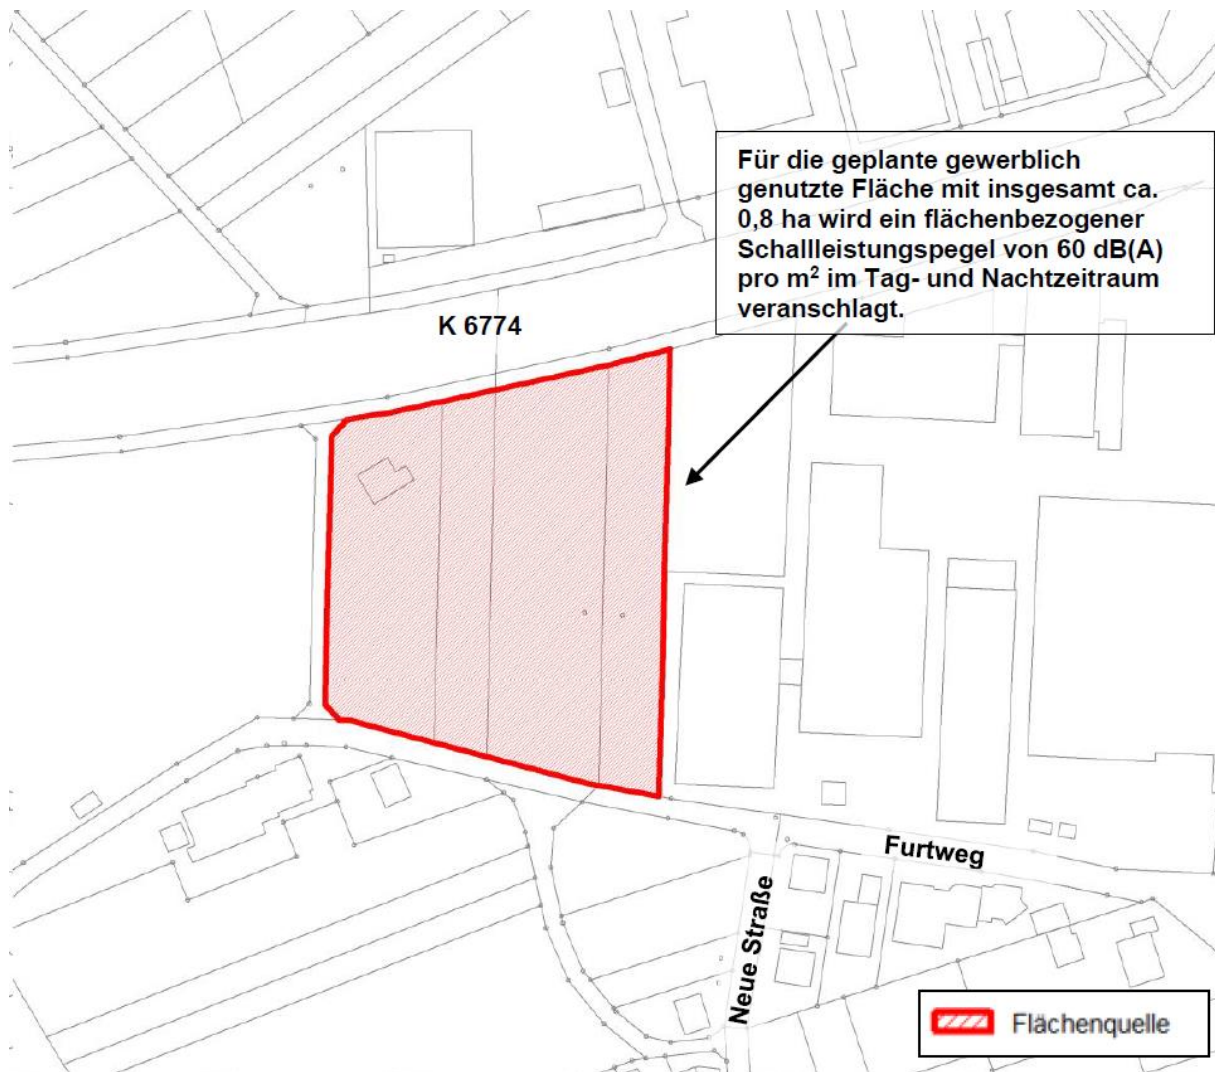 Für die geplante gewerblich
genutzte Fläche mit insgesamt ca.
0,8 ha wird ein flächenbezogener
Schallleistungspegel von 60 dB(A)
pro m² im Tag- und Nachtzeitraum
veranschlagt.
K 6774
Furtweg
Neue Straße
Flächenquelle